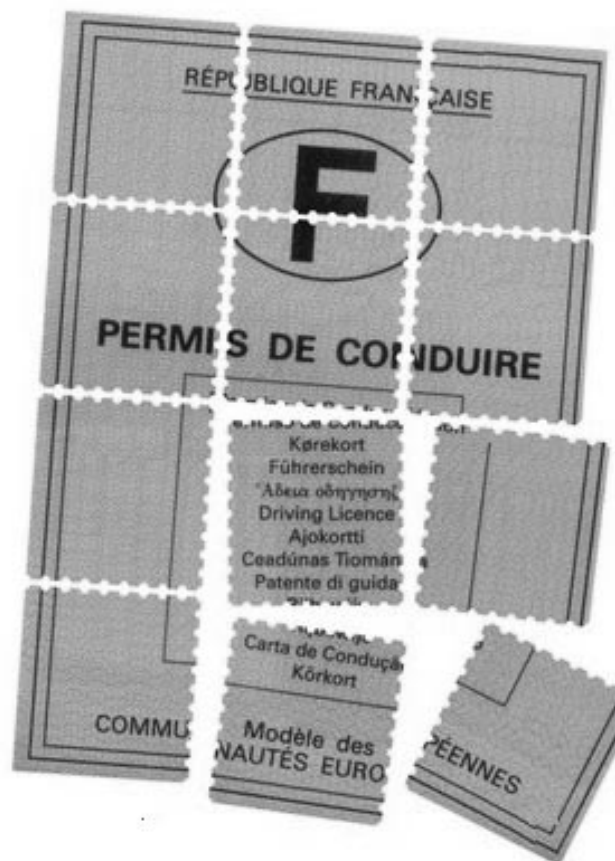 RÉPUBLIQUE FRANÇAISE
F
PERMIS DE CONDUIRE
Kørekort
Führerschein
Άδεια οδηγησης
Driving Licence
Ajokortti
Ceadúnas Tiomána
Patente di guida
Carta de Condução
Körkort
Modèle des
COMMUNAUTÉS EUROPÉENNES